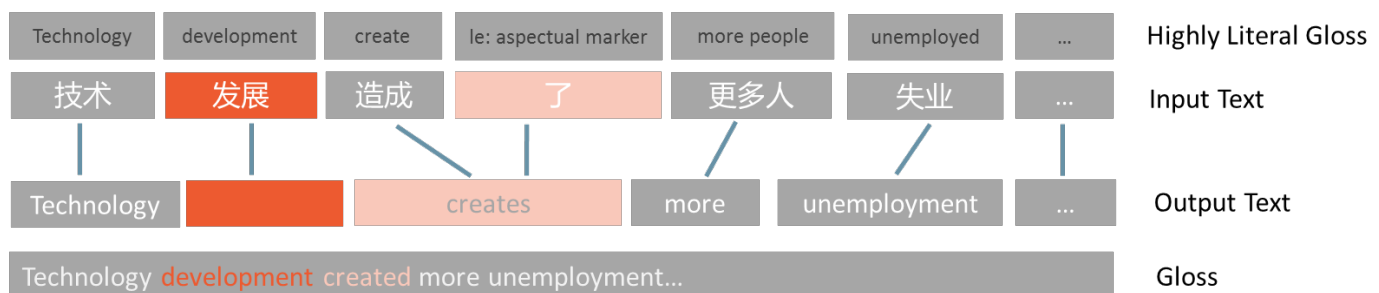 Technology development create le: aspectual marker more people unemployed ... Highly Literal Gloss
技术 发展 造成 了 更多人 失业 ... Input Text
Technology creates more unemployment ... Output Text
Technology development created more unemployment... Gloss